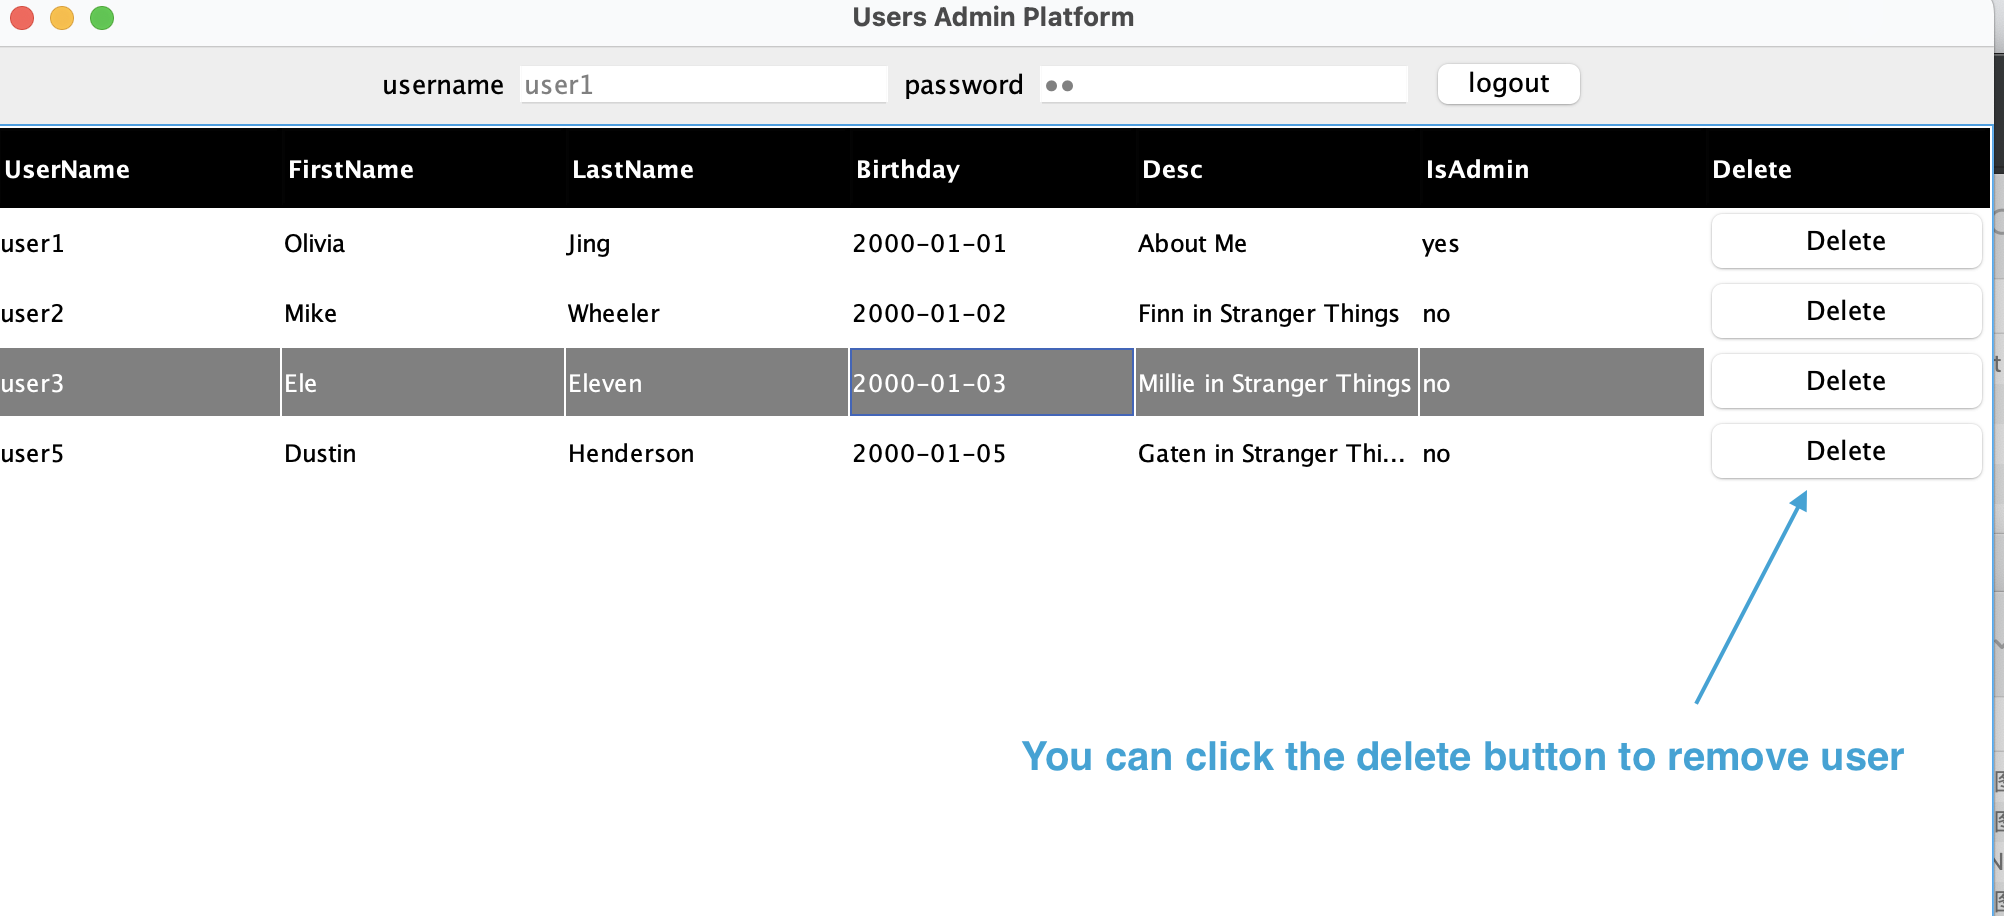 Users Admin Platform
username user1 password •• logout
UserName FirstName LastName Birthday Desc IsAdmin Delete
user1 Olivia Jing 2000-01-01 About Me yes Delete
user2 Mike Wheeler 2000-01-02 Finn in Stranger Things no Delete
user3 Ele Eleven 2000-01-03 Millie in Stranger Things no Delete
user5 Dustin Henderson 2000-01-05 Gaten in Stranger Thi... no Delete
You can click the delete button to remove user